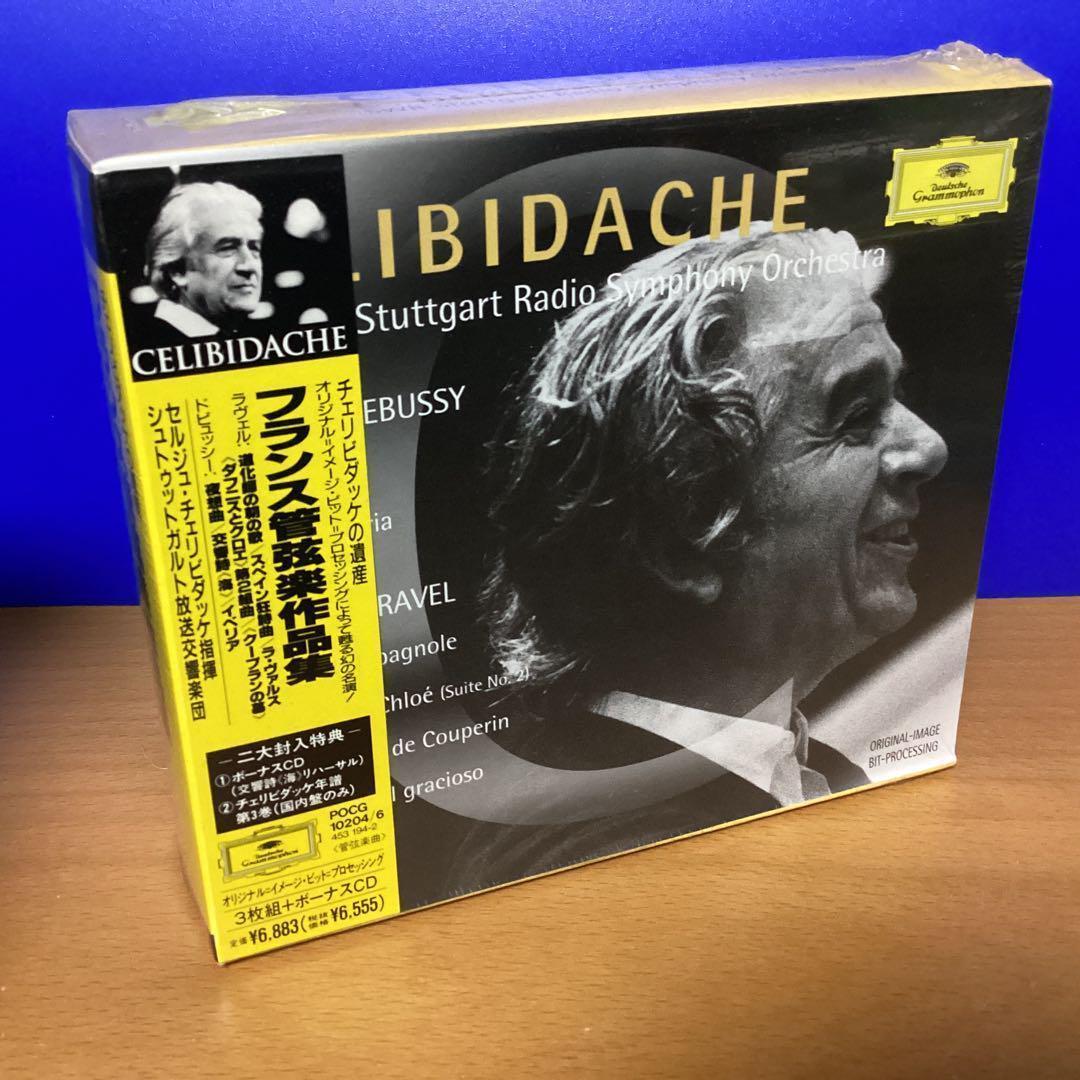 CELIBIDACHE
チェリビダッケの遺産
オリジナル=イメージ・ビット=プロセッシングによって甦る幻の名演!
フランス管弦楽作品集
ラヴェル:道化師の朝の歌/スペイン狂詩曲/ラ・ヴァルス
《ダフニスとクロエ》第2組曲/《クープランの墓》
ドビュッシー:夜想曲/交響詩《海》/イベリア
セルジュ・チェリビダッケ指揮
シュトゥットガルト放送交響楽団
ー二大封入特典ー
①ボーナスCD
(交響詩《海》リハーサル)
②チェリビダッケ年譜
第3巻(国内盤のみ)
Deutsche
Grammophon
POCG
10204/6
453 194-2
〈管弦楽曲〉
オリジナル=イメージ・ビット=プロセッシング
3枚組+ボーナスCD
定価¥6,883(税抜価格¥6,555)
LIBIDACHE
Stuttgart Radio Symphony Orchestra
Deutsche
Grammophon
EBUSSY
ria
RAVEL
pagnole
Chloé (Suite No. 2)
de Couperin
l gracioso
ORIGINAL-IMAGE
BIT-PROCESSING